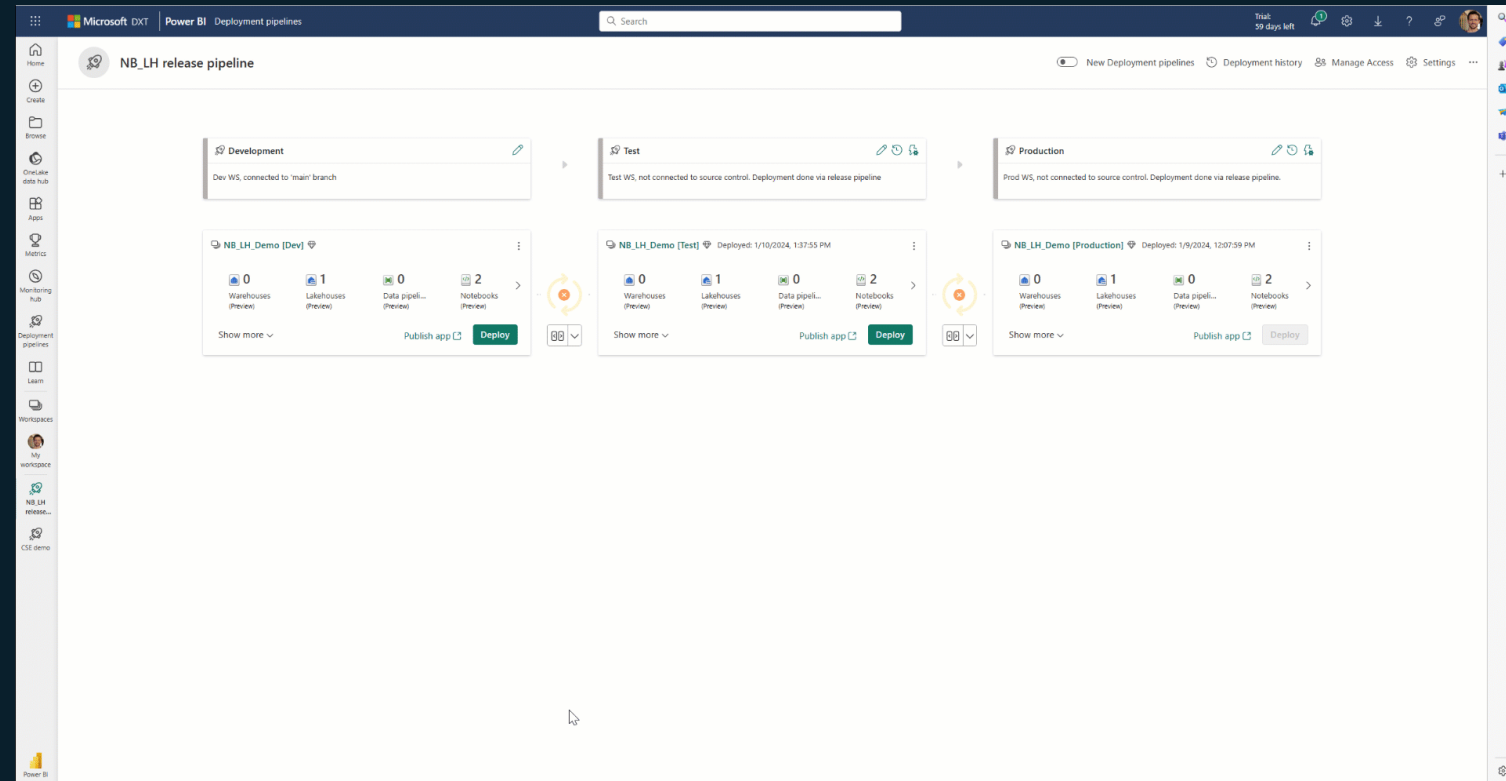 Microsoft DXT Power BI Deployment pipelines
Search
Trial:
59 days left
1
Home
Create
Browse
OneLake
data hub
Apps
Metrics
Monitoring
hub
Deployment
pipelines
Learn
Workspaces
My
workspace
NB_LH
release...
CSE demo
Power BI
NB_LH release pipeline
New Deployment pipelines Deployment history Manage Access Settings
Development
Dev WS, connected to 'main' branch
NB_LH_Demo [Dev]
0 1 0 2
Warehouses Lakehouses Data pipeli... Notebooks
(Preview) (Preview) (Preview) (Preview)
Show more Publish app Deploy
Test
Test WS, not connected to source control. Deployment done via release pipeline
NB_LH_Demo [Test] Deployed: 1/10/2024, 1:37:55 PM
0 1 0 2
Warehouses Lakehouses Data pipeli... Notebooks
(Preview) (Preview) (Preview) (Preview)
Show more Publish app Deploy
Production
Prod WS, not connected to source control. Deployment done via release pipeline.
NB_LH_Demo [Production] Deployed: 1/9/2024, 12:07:59 PM
0 1 0 2
Warehouses Lakehouses Data pipeli... Notebooks
(Preview) (Preview) (Preview) (Preview)
Show more Publish app Deploy